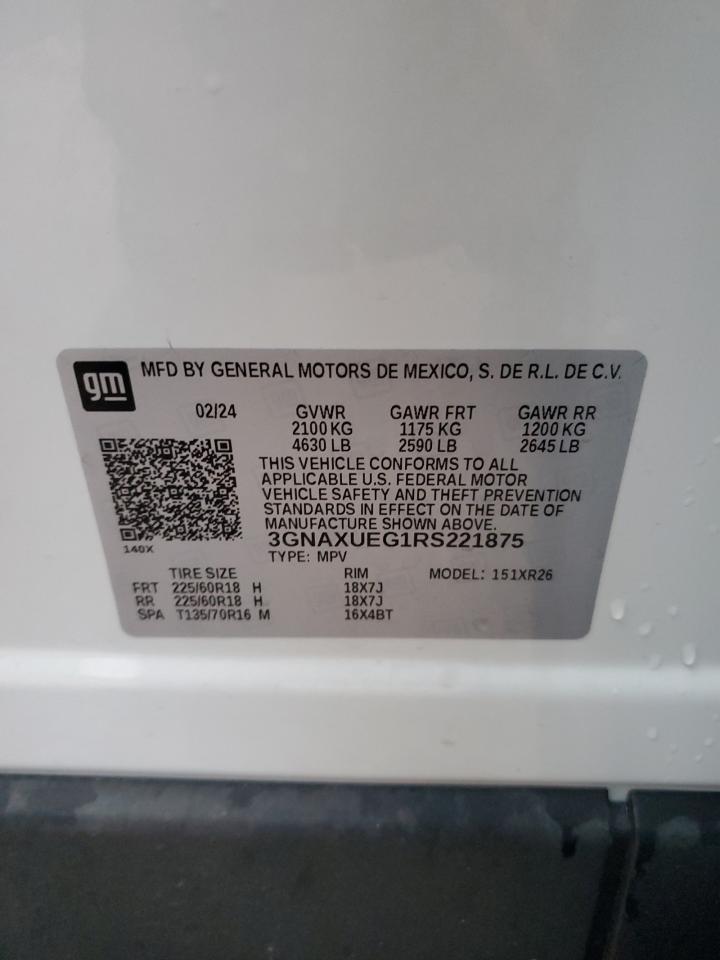 gm
MFD BY GENERAL MOTORS DE MEXICO, S. DE R.L. DE C.V.
02/24 GVWR GAWR FRT GAWR RR
2100 KG 1175 KG 1200 KG
4630 LB 2590 LB 2645 LB
THIS VEHICLE CONFORMS TO ALL
APPLICABLE U.S. FEDERAL MOTOR
VEHICLE SAFETY AND THEFT PREVENTION
STANDARDS IN EFFECT ON THE DATE OF
MANUFACTURE SHOWN ABOVE.
3GNAXUEG1RS221875
140X
TYPE: MPV
TIRE SIZE RIM MODEL: 151XR26
FRT 225/60R18 H 18X7J
RR 225/60R18 H 18X7J
SPA T135/70R16 M 16X4BT